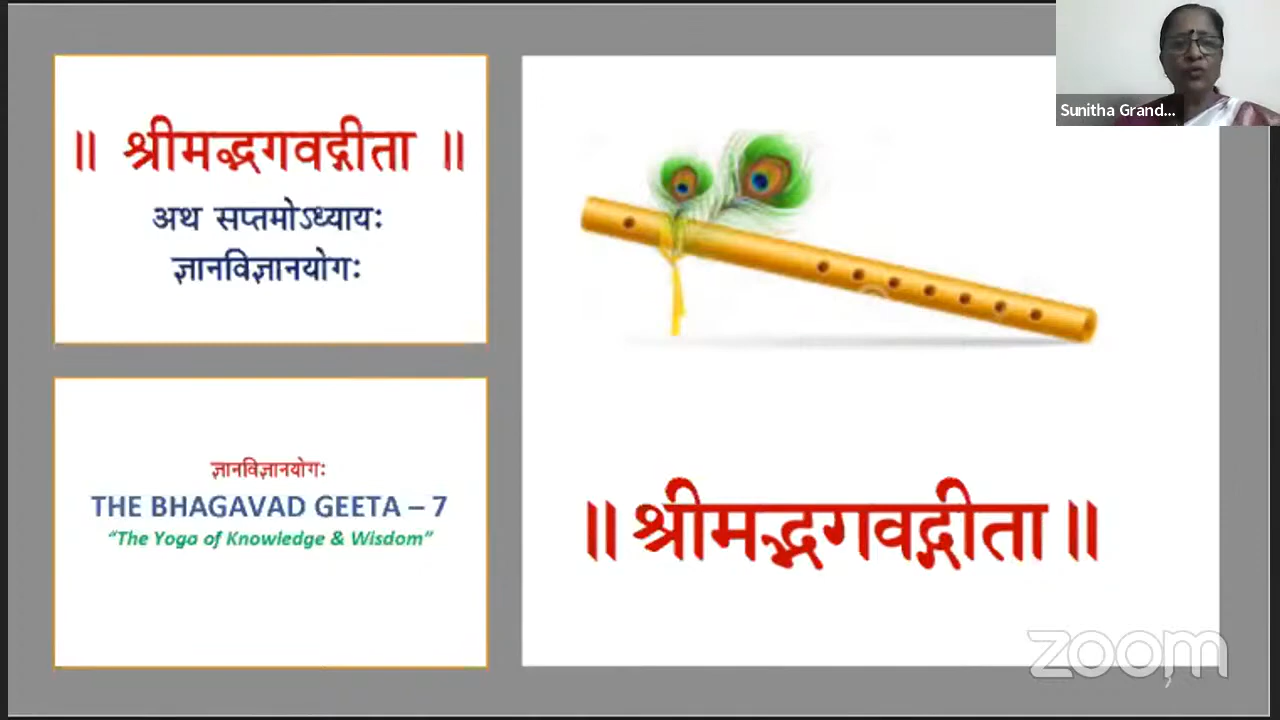 ॥ श्रीमद्भगवद्गीता ॥
अथ सप्तमोऽध्यायः
ज्ञानविज्ञानयोगः
ज्ञानविज्ञानयोगः
THE BHAGAVAD GEETA – 7
“The Yoga of Knowledge & Wisdom”
॥ श्रीमद्भगवद्गीता ॥
Sunitha Grand...
zoom